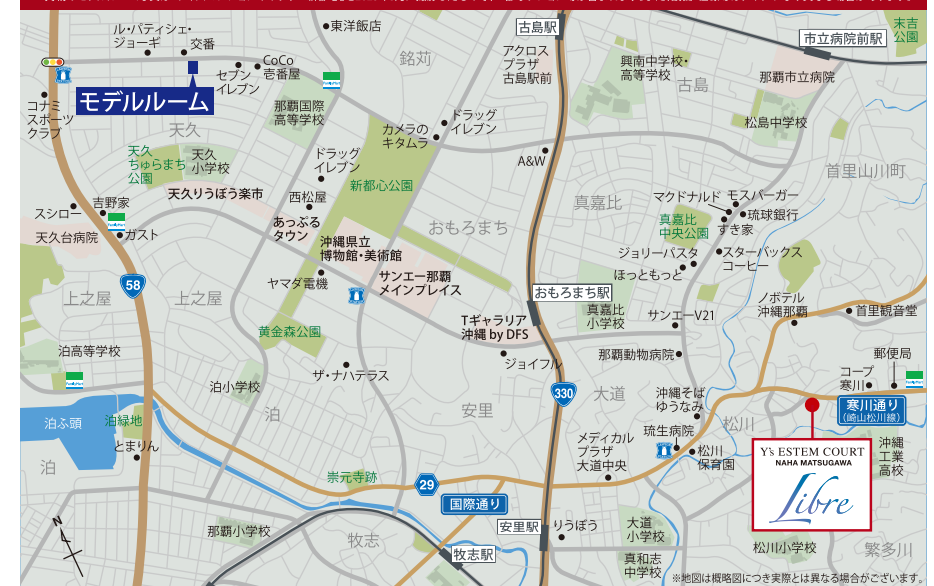 ル・パティシェ・
ジョーギ
交番
東洋飯店
古島駅
末吉
公園
市立病院前駅
銘苅
アクロス
プラザ
古島駅前
興南中学校・
高等学校
古島
那覇市立病院
セブン
イレブン
CoCo
壱番屋
FamilyMart
モデルルーム
コナミ
スポーツ
クラブ
那覇国際
高等学校
天久
カメラの
キタムラ
ドラッグ
イレブン
松島中学校
天久
ちゅらまち
公園
天久
小学校
ドラッグ
イレブン
A&W
首里山川町
新都心公園
天久りうぼう楽市
西松屋
真嘉比
マクドナルド
モスバーガー
琉球銀行
すき家
スシロー
吉野家
FamilyMart
ガスト
天久台病院
あっぷる
タウン
おもろまち
真嘉比
中央公園
沖縄県立
博物館・美術館
ジョリーパスタ
スターバックス
コーヒー
ほっともっと
ヤマダ電機
サンエー那覇
メインプレイス
58
上之屋
上之屋
おもろまち駅
ノボテル
沖縄那覇
首里観音堂
真嘉比
小学校
サンエーV21
Tギャラリア
沖縄 by DFS
黄金森公園
泊高等学校
FamilyMart
ジョイフル
那覇動物病院
郵便局
コープ
寒川
FamilyMart
ザ・ナハテラス
泊小学校
330
大道
沖縄そば
ゆうなみ
寒川通り
(崎山松川線)
泊
安里
泊ふ頭
泊緑地
とまりん
松川
琉生病院
メディカル
プラザ
大道中央
松川
保育園
Y's ESTEM COURT
NAHA MATSUGAWA
Libre
沖縄
工業
高校
泊
崇元寺跡
29
国際通り
安里駅
りうぼう
大道
小学校
那覇小学校
牧志
牧志駅
真和志
中学校
松川小学校
繁多川
N
※地図は概略図につき実際とは異なる場合がございます。